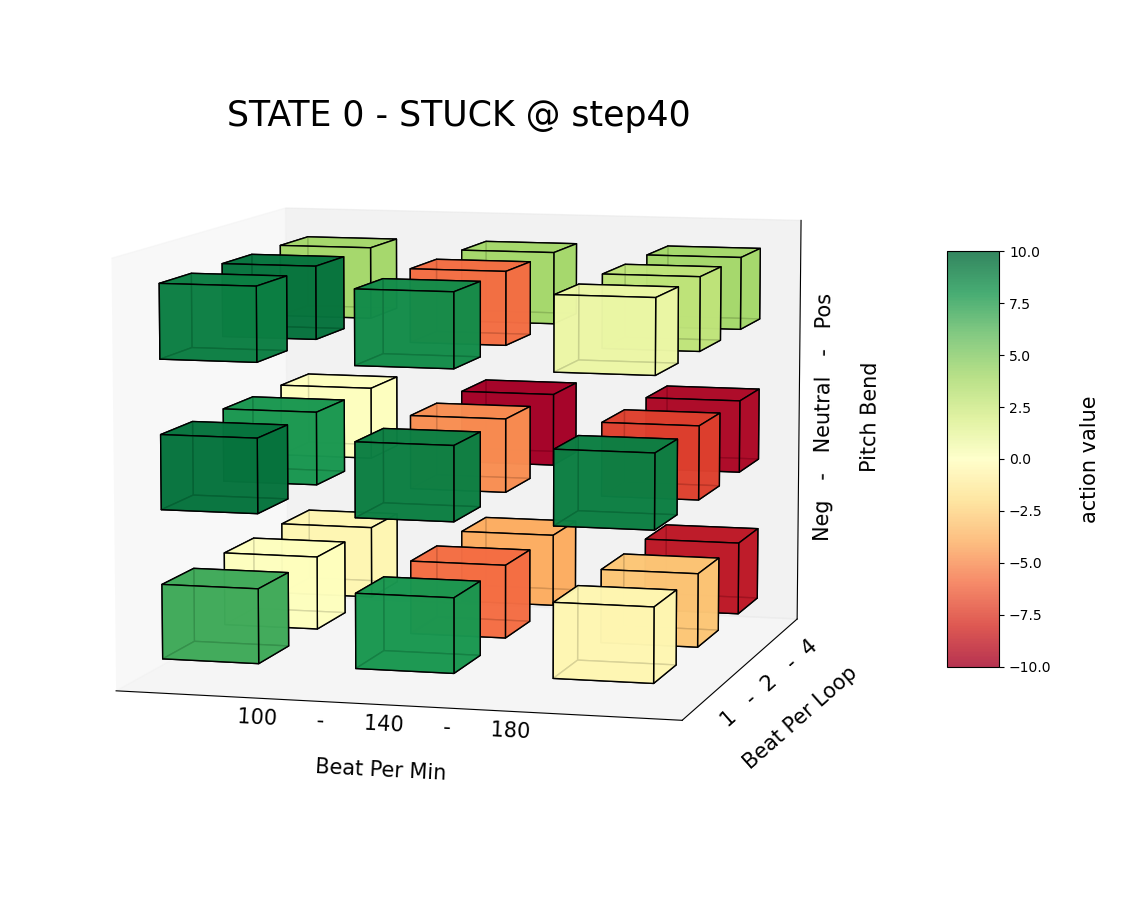 STATE 0 - STUCK @ step40
Neg - Neutral - Pos
Pitch Bend
1 - 2 - 4
Beat Per Loop
100 - 140 - 180
Beat Per Min
10.0
7.5
5.0
2.5
0.0
−2.5
−5.0
−7.5
−10.0
action value